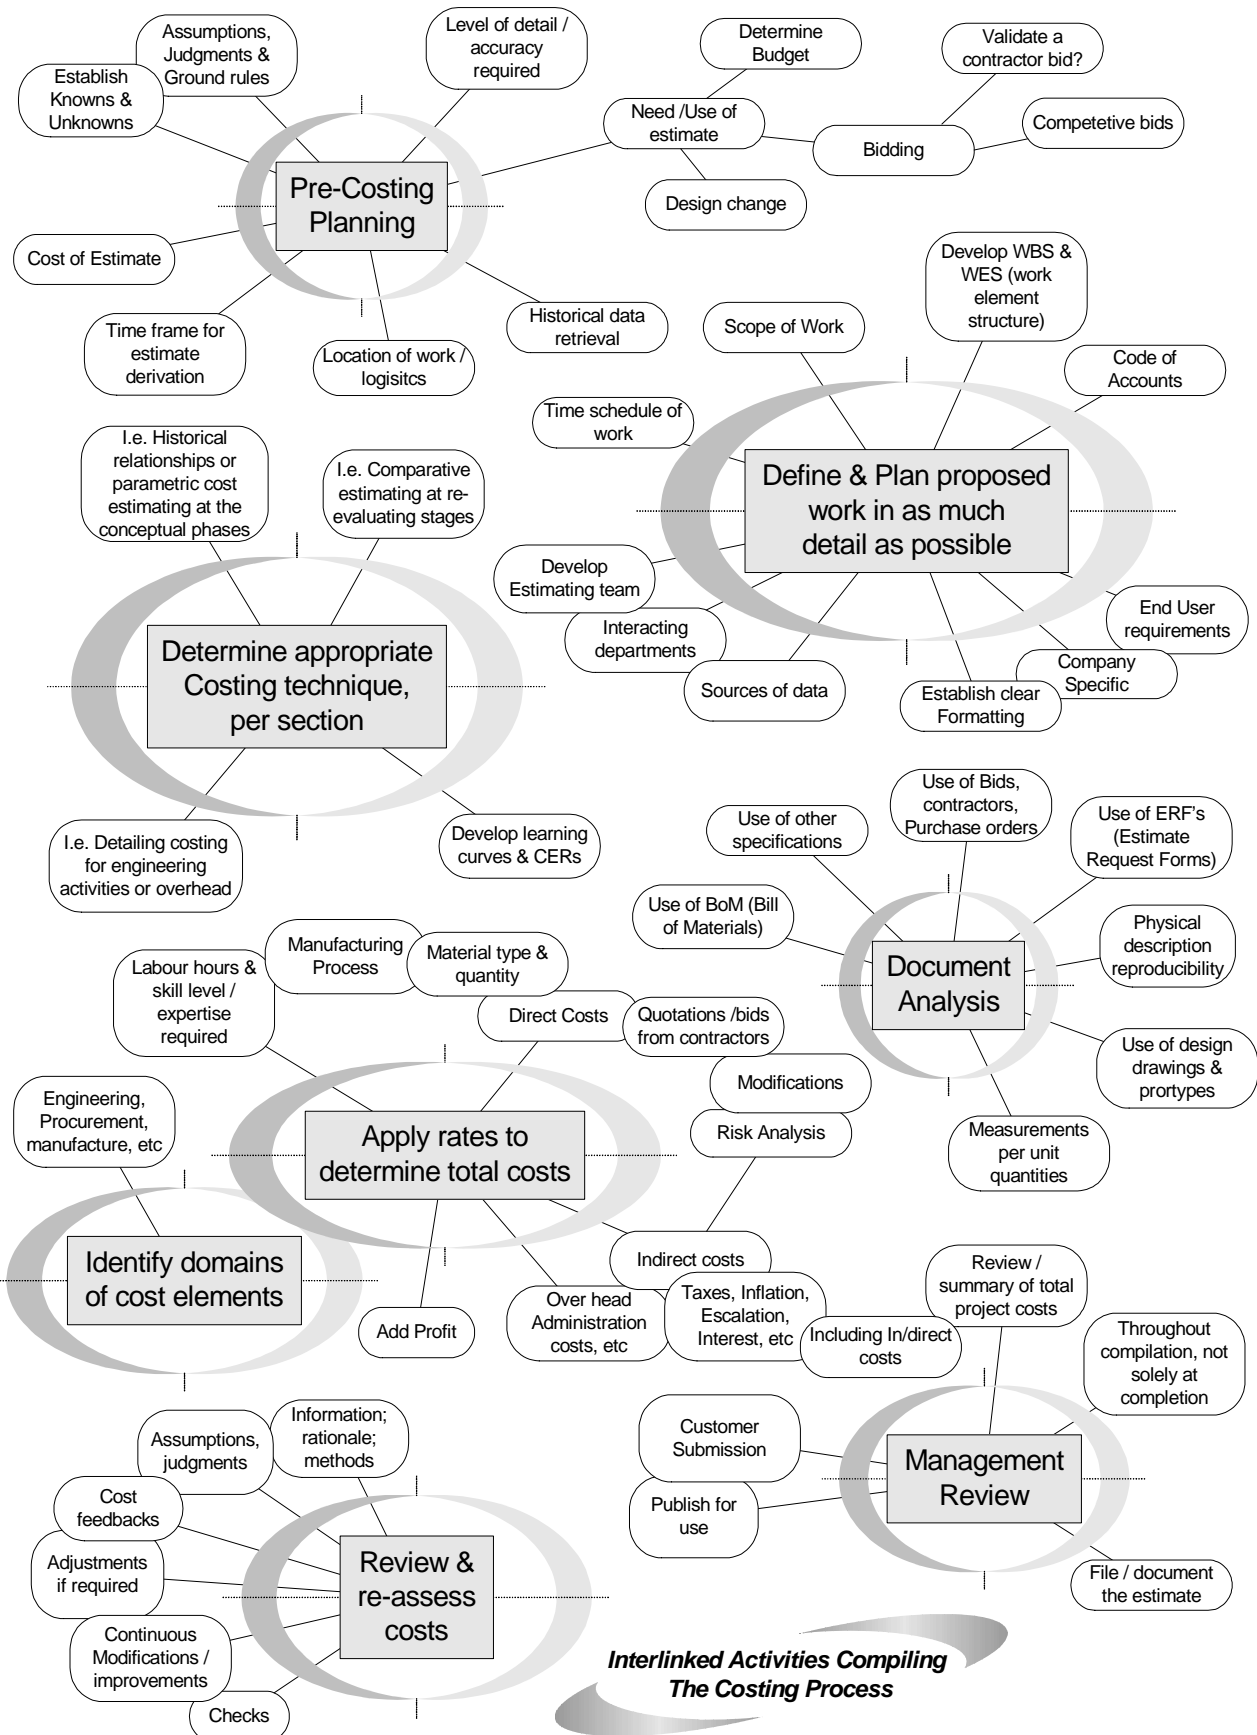 Assumptions,
Judgments &
Ground rules
Level of detail /
accuracy
required
Determine
Budget
Validate a
contractor bid?
Establish
Knowns &
Unknowns
Need /Use of
estimate
Competetive bids
Bidding
Pre-Costing
Planning
Design change
Cost of Estimate
Time frame for
estimate
derivation
Location of work /
logisitcs
Historical data
retrieval
Scope of Work
Develop WBS &
WES (work
element
structure)
Code of
Accounts
Time schedule of
work
Define & Plan proposed
work in as much
detail as possible
Develop
Estimating team
Interacting
departments
Sources of data
Establish clear
Formatting
Company
Specific
End User
requirements
I.e. Historical
relationships or
parametric cost
estimating at the
conceptual phases
I.e. Comparative
estimating at re-
evaluating stages
Determine appropriate
Costing technique,
per section
I.e. Detailing costing
for engineering
activities or overhead
Develop learning
curves & CERs
Use of other
specifications
Use of Bids,
contractors,
Purchase orders
Use of ERF's
(Estimate
Request Forms)
Use of BoM (Bill
of Materials)
Physical
description
reproducibility
Document
Analysis
Use of design
drawings &
prortypes
Measurements
per unit
quantities
Labour hours &
skill level /
expertise
required
Manufacturing
Process
Material type &
quantity
Direct Costs
Quotations /bids
from contractors
Modifications
Risk Analysis
Apply rates to
determine total costs
Engineering,
Procurement,
manufacture, etc
Identify domains
of cost elements
Add Profit
Over head
Administration
costs, etc
Indirect costs
Taxes, Inflation,
Escalation,
Interest, etc
Including In/direct
costs
Review /
summary of total
project costs
Throughout
compilation, not
solely at
completion
Customer
Submission
Publish for
use
Management
Review
File / document
the estimate
Information;
rationale;
methods
Assumptions,
judgments
Cost
feedbacks
Adjustments
if required
Continuous
Modifications /
improvements
Checks
Review &
re-assess
costs
Interlinked Activities Compiling
The Costing Process